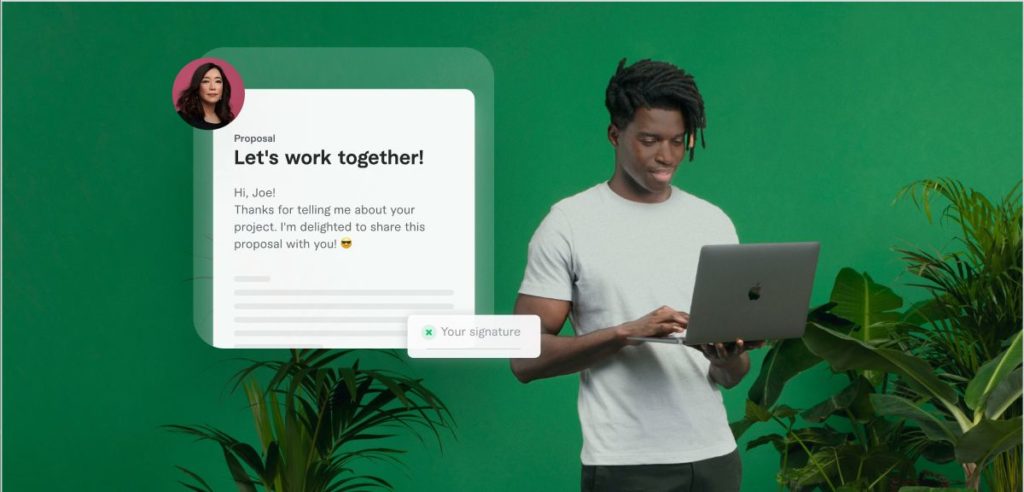 Proposal
Let's work together!
Hi, Joe!
Thanks for telling me about your
project. I'm delighted to share this
proposal with you! 😎
Your signature